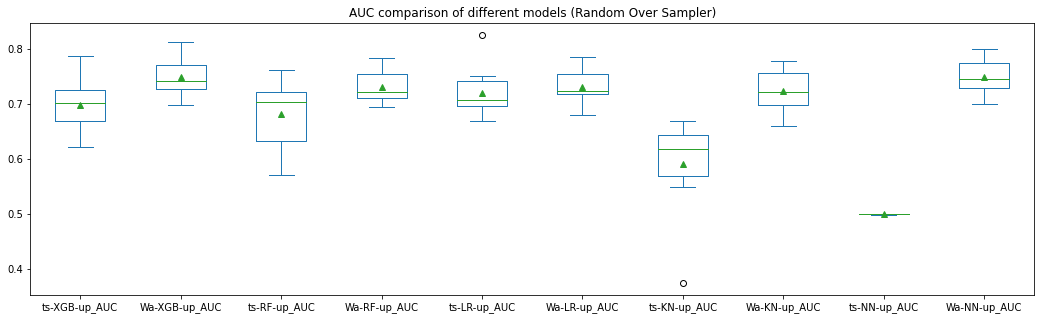 AUC comparison of different models (Random Over Sampler)
0.8
0.7
0.6
0.5
0.4
ts-XGB-up_AUC Wa-XGB-up_AUC ts-RF-up_AUC Wa-RF-up_AUC ts-LR-up_AUC Wa-LR-up_AUC ts-KN-up_AUC Wa-KN-up_AUC ts-NN-up_AUC Wa-NN-up_AUC